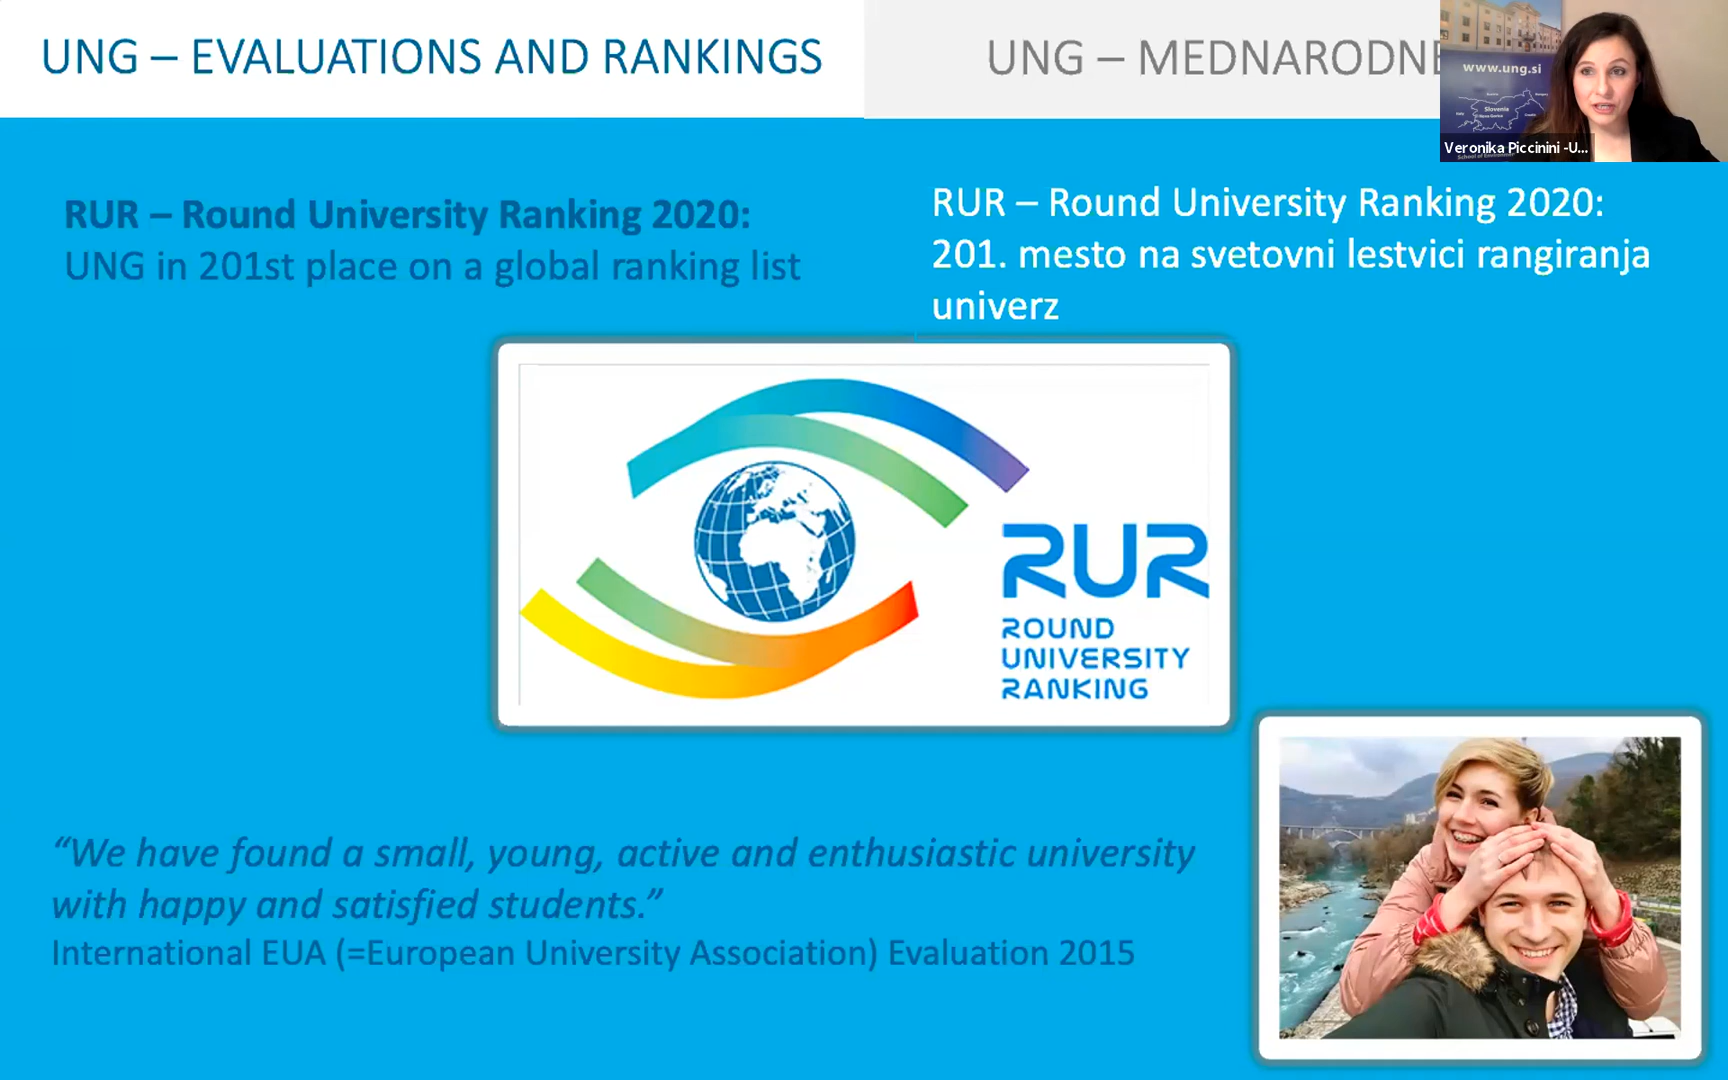 UNG – EVALUATIONS AND RANKINGS
UNG – MEDNARODNE
www.ung.si
Slovenia
Veronika Piccinini -U...
RUR – Round University Ranking 2020:
UNG in 201st place on a global ranking list
RUR – Round University Ranking 2020:
201. mesto na svetovni lestvici rangiranja
univerz
RUR
ROUND
UNIVERSITY
RANKING
“We have found a small, young, active and enthusiastic university
with happy and satisfied students.”
International EUA (=European University Association) Evaluation 2015